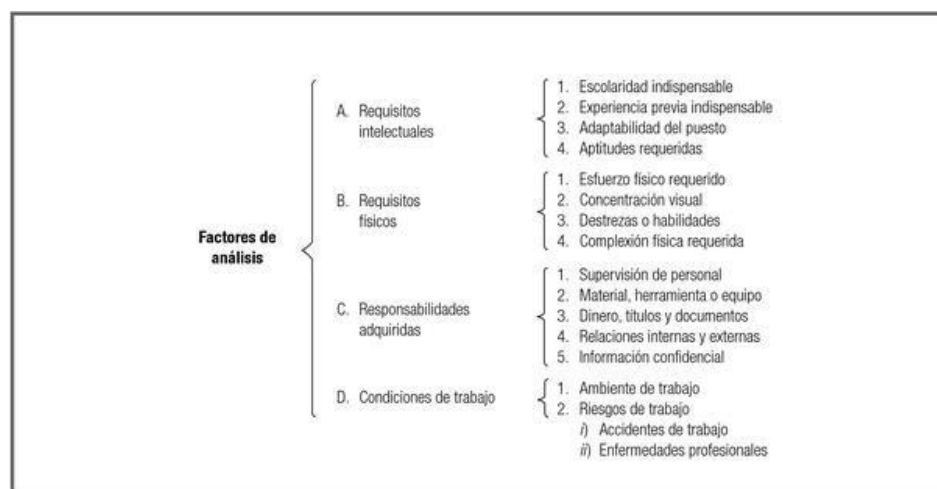 Factores de
análisis
A. Requisitos
intelectuales
1. Escolaridad indispensable
2. Experiencia previa indispensable
3. Adaptabilidad del puesto
4. Aptitudes requeridas
B. Requisitos
físicos
1. Esfuerzo físico requerido
2. Concentración visual
3. Destrezas o habilidades
4. Complexión física requerida
C. Responsabilidades
adquiridas
1. Supervisión de personal
2. Material, herramienta o equipo
3. Dinero, títulos y documentos
4. Relaciones internas y externas
5. Información confidencial
D. Condiciones de trabajo
1. Ambiente de trabajo
2. Riesgos de trabajo
i) Accidentes de trabajo
ii) Enfermedades profesionales